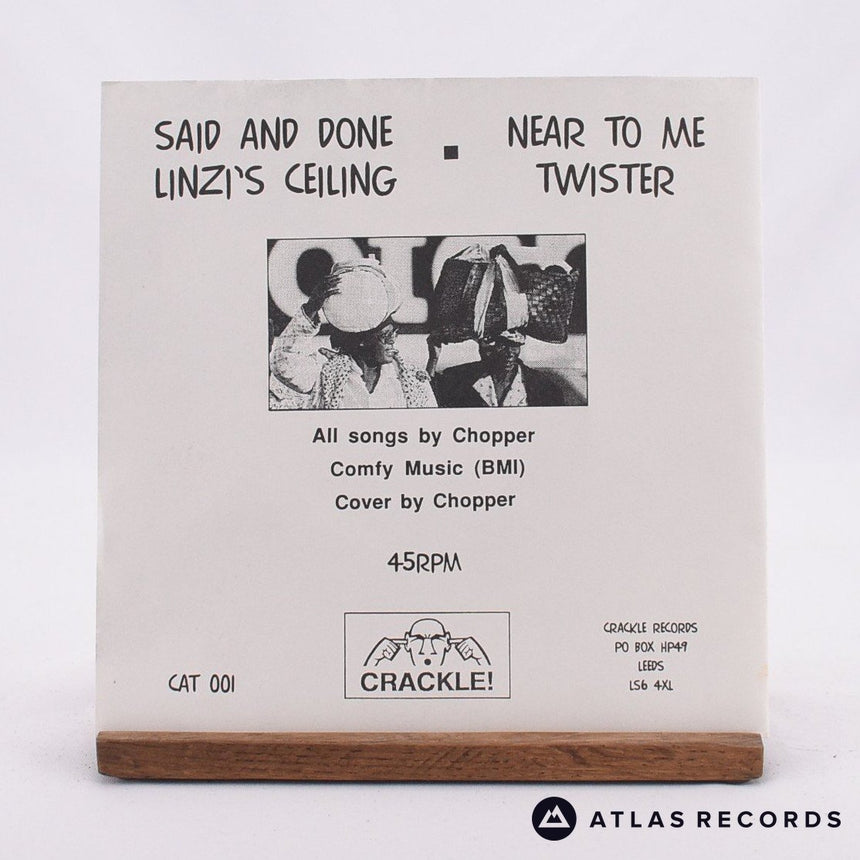 SAID AND DONE
LINZI'S CEILING
NEAR TO ME
TWISTER
All songs by Chopper
Comfy Music (BMI)
Cover by Chopper
45RPM
CRACKLE!
CAT 001
CRACKLE RECORDS
PO BOX HP49
LEEDS
LS6 4XL
ATLAS RECORDS